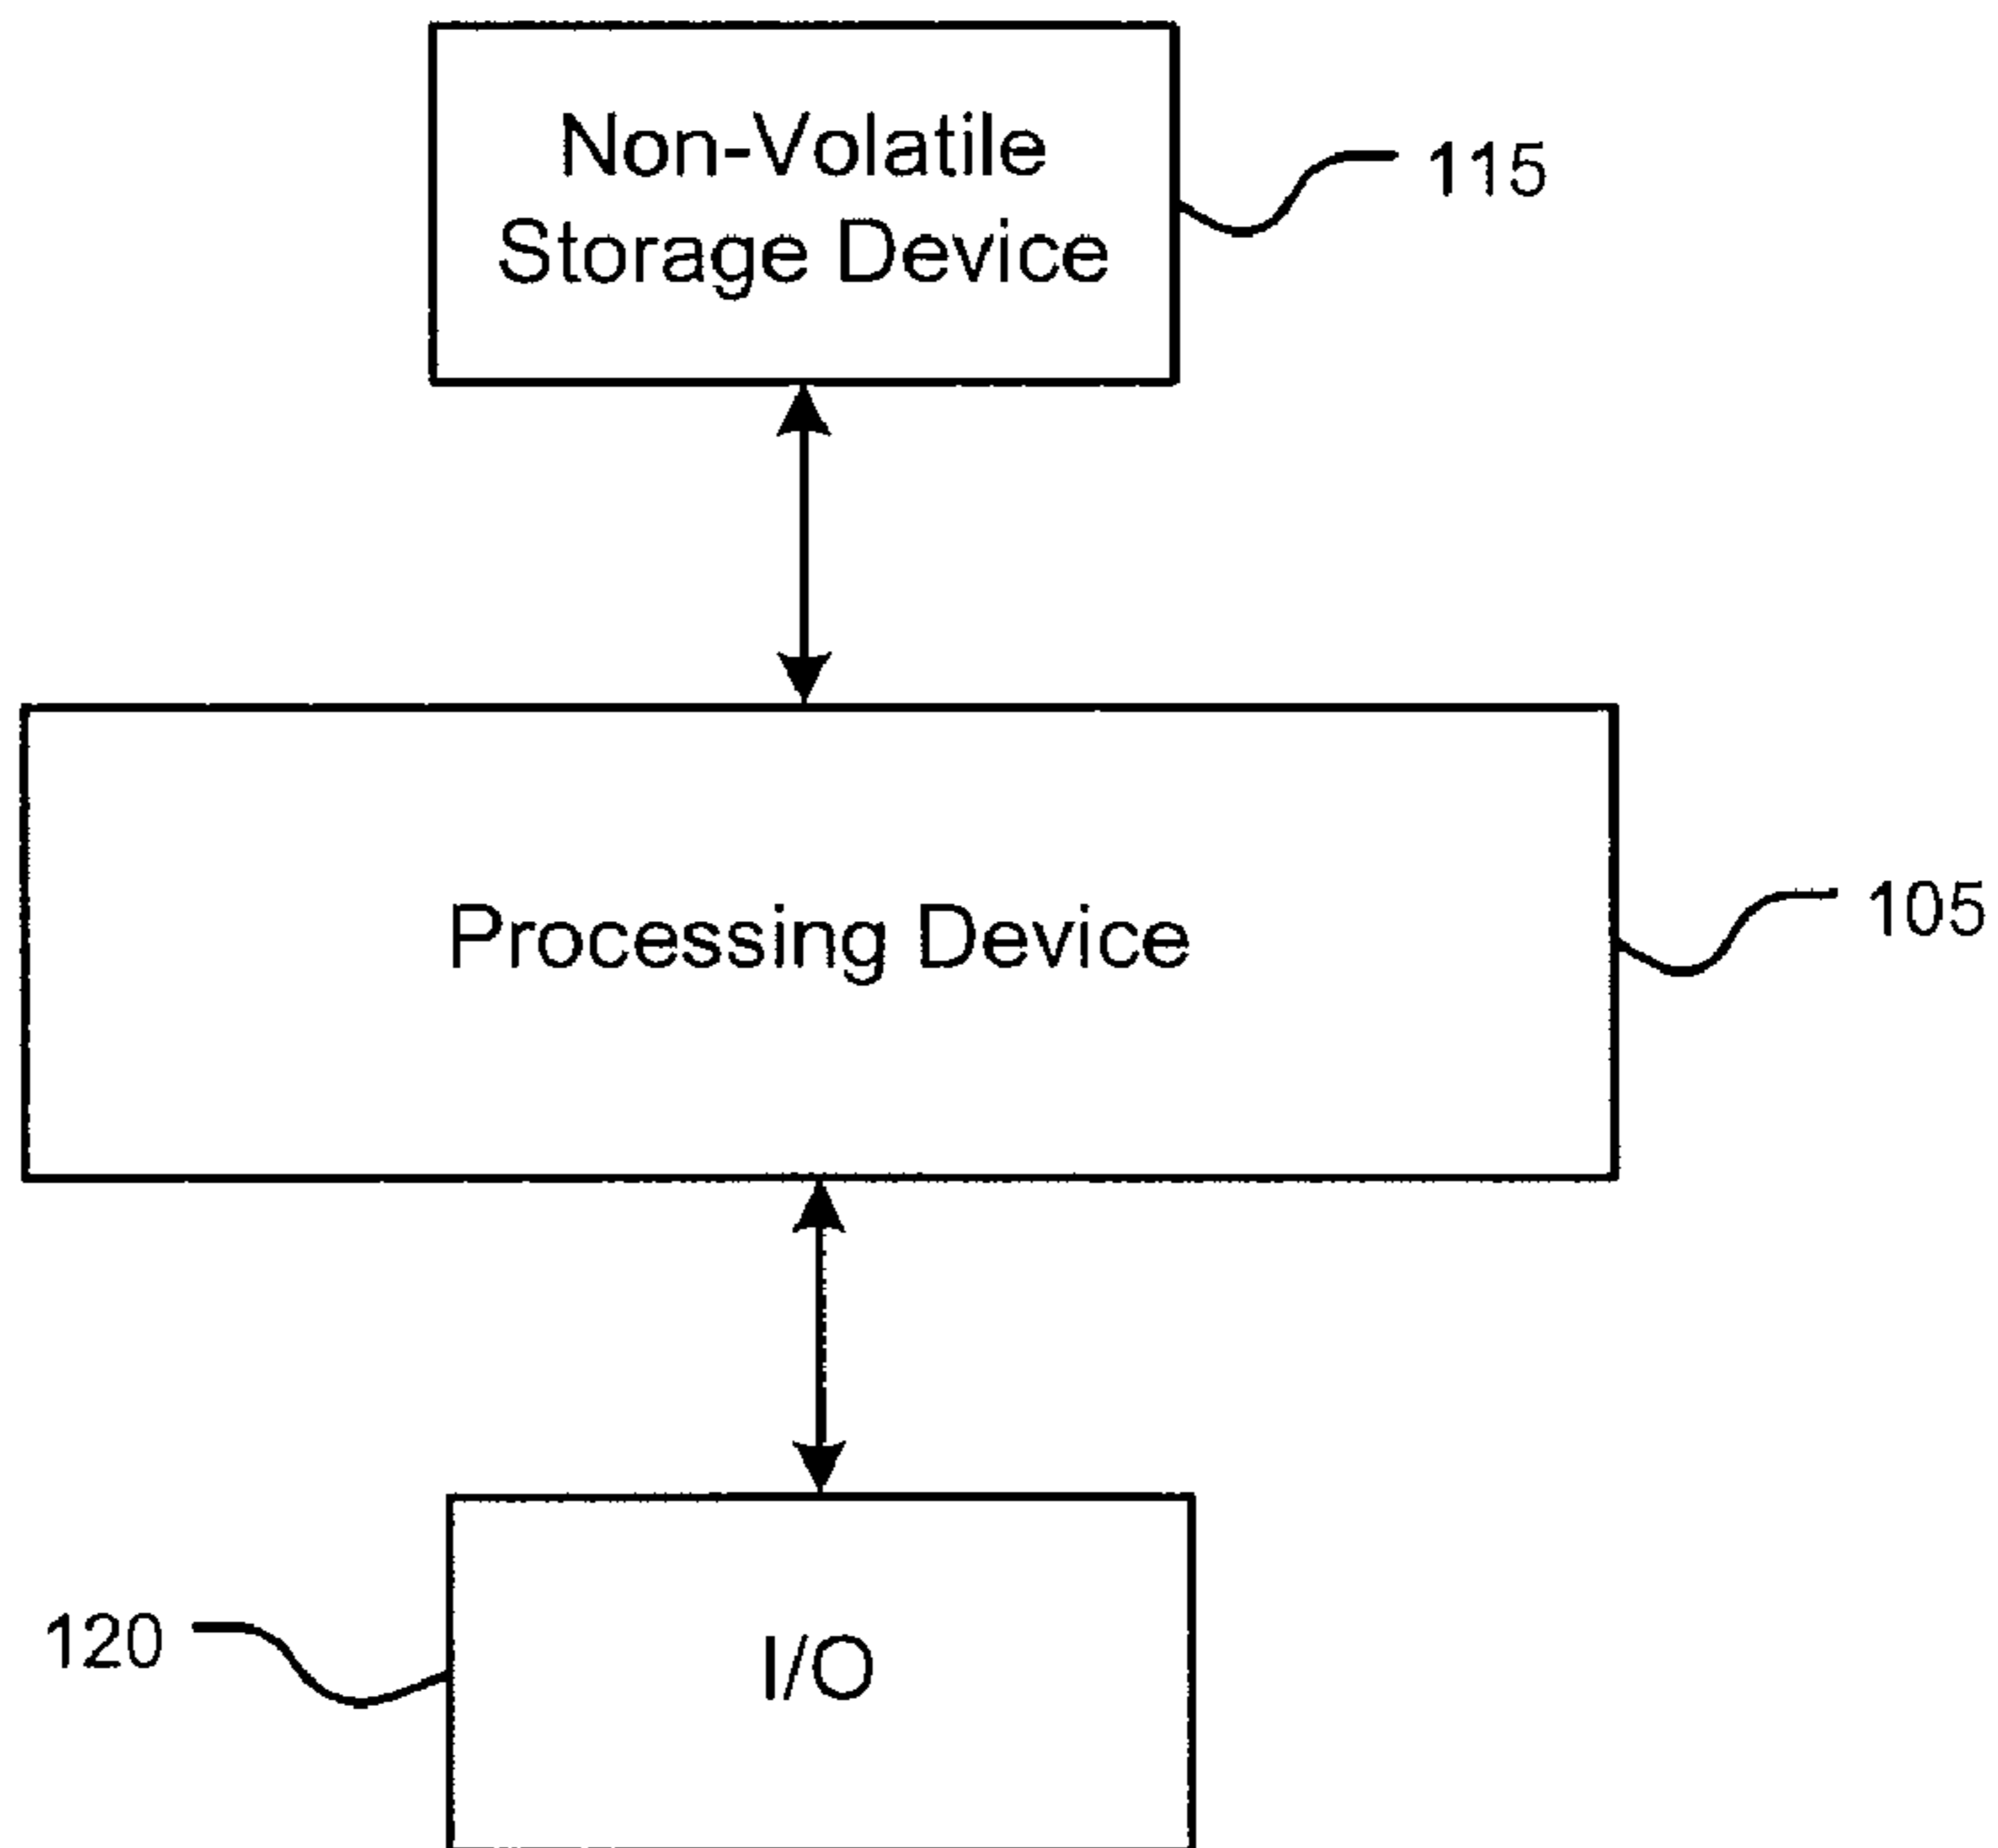 Non-Volatile
Storage Device
115
Processing Device
105
120
I/O